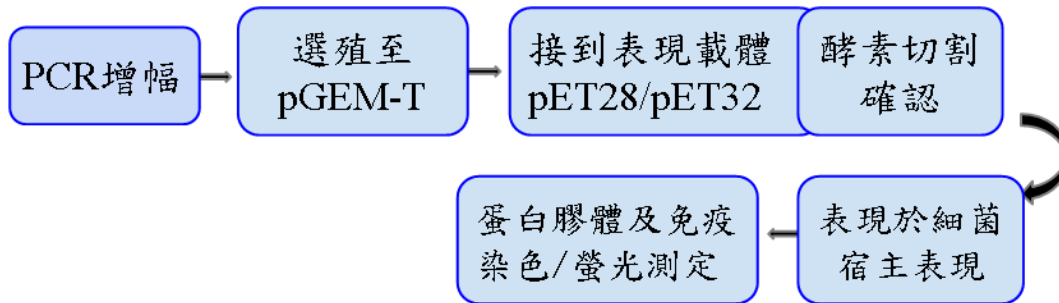 PCR增幅
選殖至
pGEM-T
接到表現載體
pET28/pET32
酵素切割
確認
表現於細菌
宿主表現
蛋白膠體及免疫
染色/螢光測定